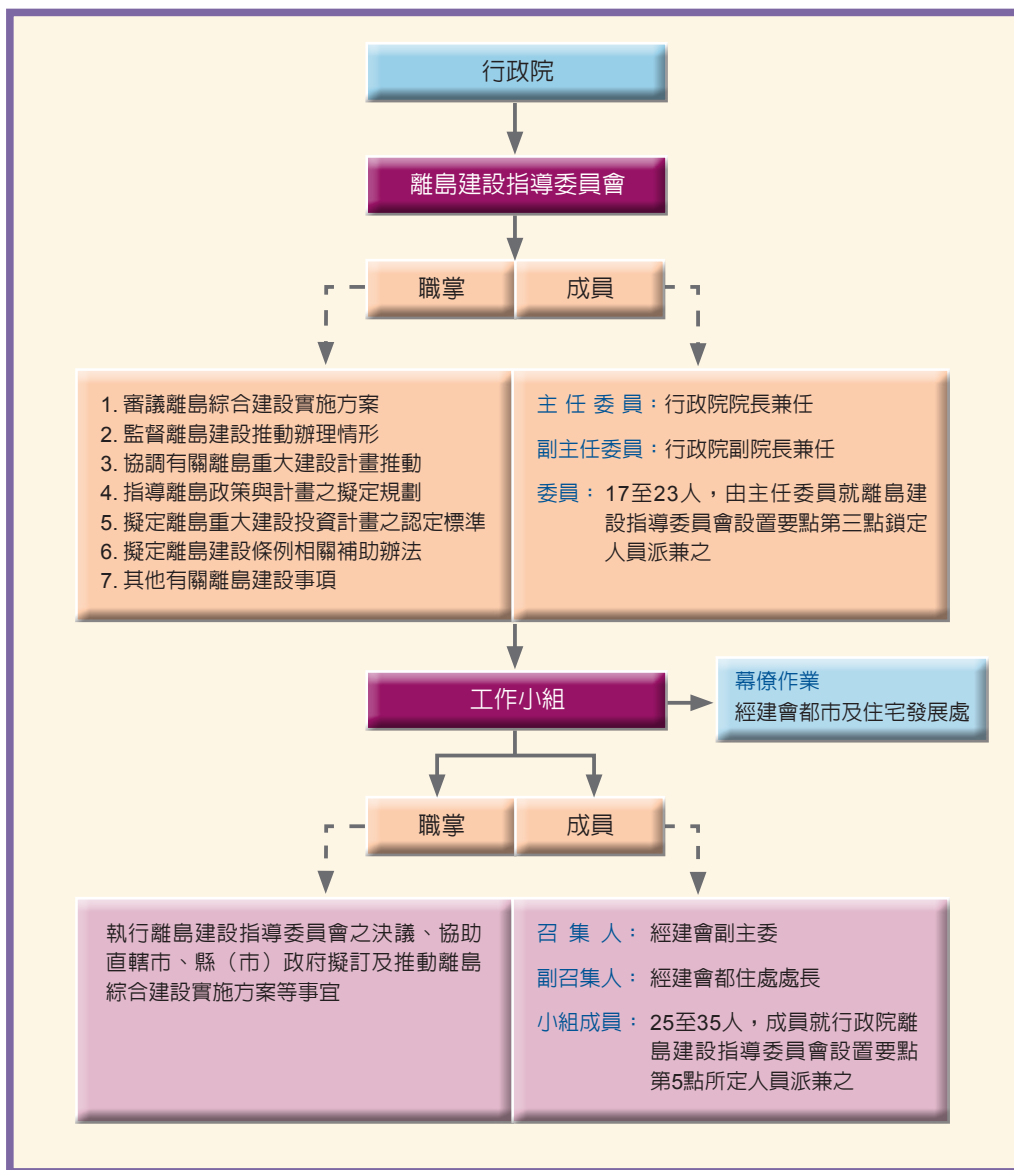 行政院
離島建設指導委員會
職掌
成員
1. 審議離島綜合建設實施方案
2. 監督離島建設推動辦理情形
3. 協調有關離島重大建設計畫推動
4. 指導離島政策與計畫之擬定規劃
5. 擬定離島重大建設投資計畫之認定標準
6. 擬定離島建設條例相關補助辦法
7. 其他有關離島建設事項
主任委員：行政院院長兼任
副主任委員：行政院副院長兼任
委員：17至23人，由主任委員就離島建
設指導委員會設置要點第三點鎖定
人員派兼之
工作小組
幕僚作業
經建會都市及住宅發展處
職掌
成員
執行離島建設指導委員會之決議、協助
直轄市、縣（市）政府擬訂及推動離島
綜合建設實施方案等事宜
召集人：經建會副主委
副召集人：經建會都住處處長
小組成員：25至35人，成員就行政院離
島建設指導委員會設置要點
第5點所定人員派兼之